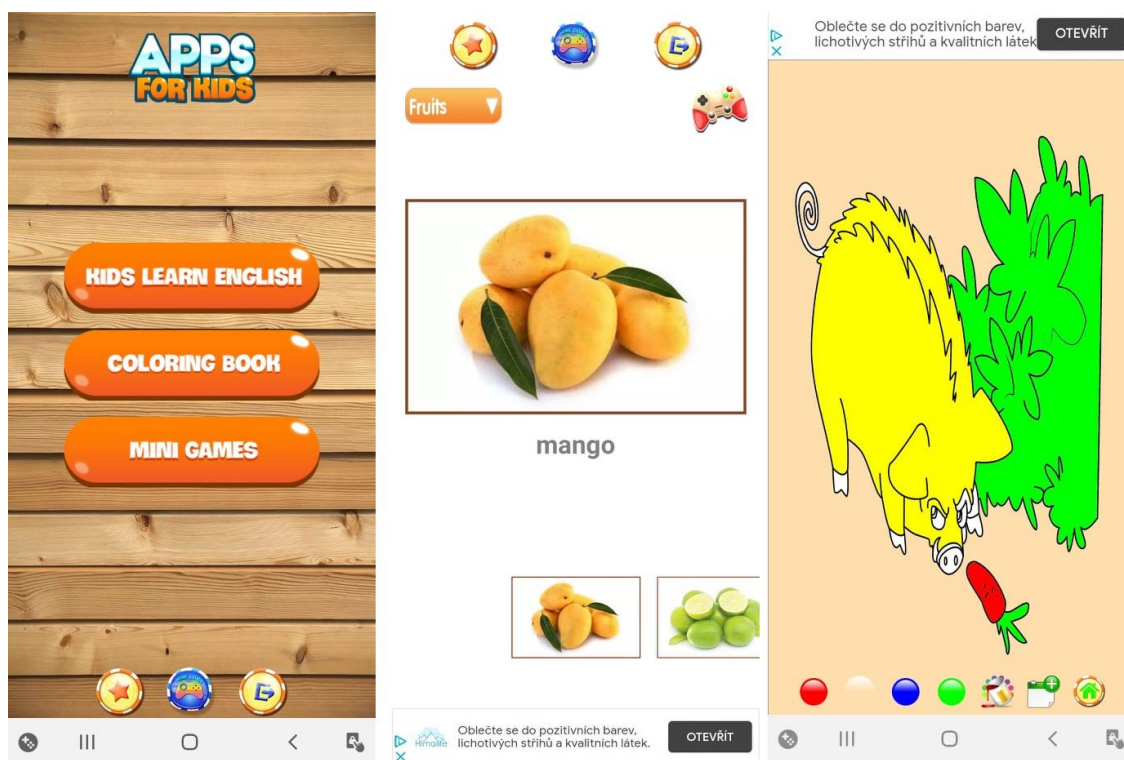 APPS
FOR KIDS
KIDS LEARN ENGLISH
COLORING BOOK
MINI GAMES
Fruits
mango
Himalife
Oblečte se do pozitivních barev,
lichotivých střihů a kvalitních látek.
OTEVŘÍT
Oblečte se do pozitivních barev,
lichotivých střihů a kvalitních látek
OTEVŘÍT